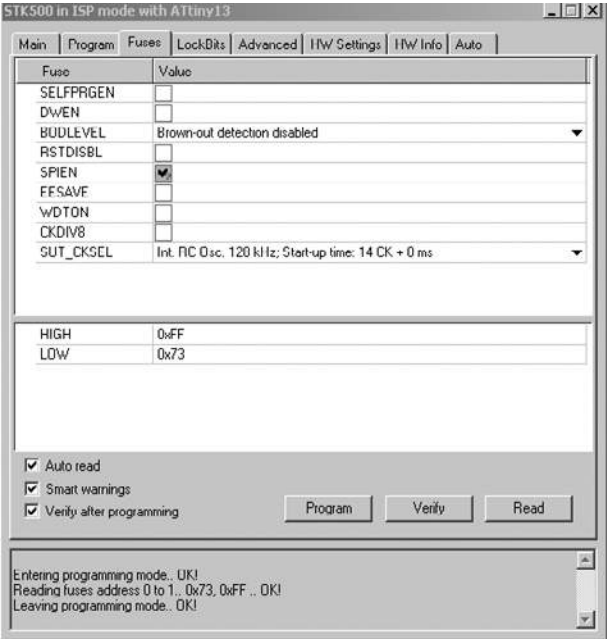 STK500 in ISP mode with ATtiny13
Main Program Fuses LockBits Advanced HW Settings HW Info Auto
Fuse Value
SELFPRGEN
DWEN
BODLEVEL Brown-out detection disabled
RSTDISBL
SPIEN
EESAVE
WDTON
CKDIV8
SUT_CKSEL Int. RC Osc. 120 kHz; Start-up time: 14 CK + 0 ms
HIGH 0xFF
LOW 0x73
Auto read
Smart warnings
Verify after programming
Program Verify Read
Entering programming mode.. OK!
Reading fuses address 0 to 1.. 0x73, 0xFF .. OK!
Leaving programming mode.. OK!